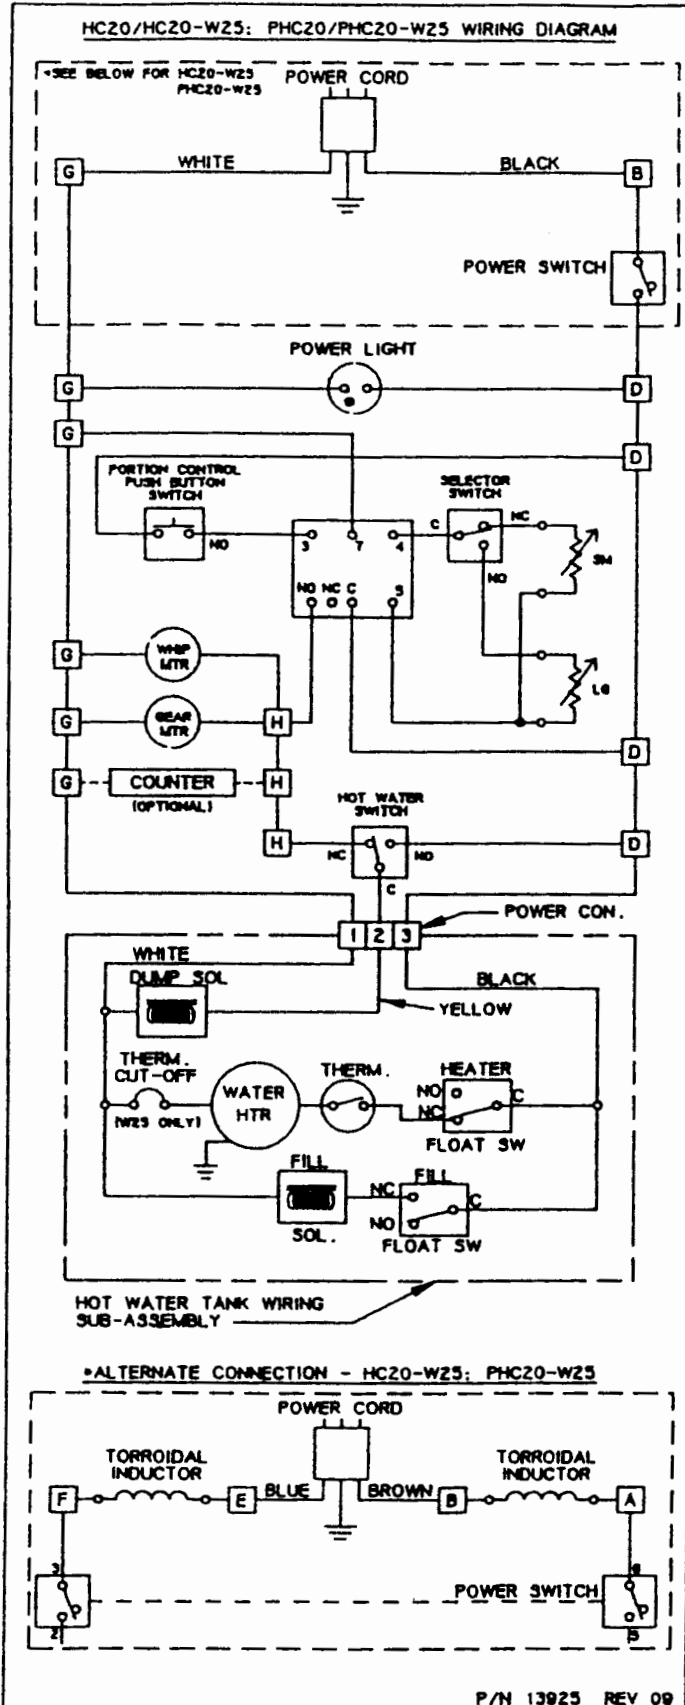 HC20/HC20-W25: PHC20/PHC20-W25 WIRING DIAGRAM
*SEE BELOW FOR HC20-W25
PHC20-W25
POWER CORD
WHITE
BLACK
G
B
POWER SWITCH
POWER LIGHT
G
D
G
D
PORTION CONTROL
PUSH BUTTON
SWITCH
SELECTOR
SWITCH
NO
3
7
4
C
NC
NO
SM
NO NC C
5
G
WHIP
MTR
LG
G
GEAR
MTR
H
D
G
COUNTER
H
(OPTIONAL)
HOT WATER
SWITCH
H
NC
NO
D
C
1 2 3
POWER CON.
WHITE
DUMP SOL
BLACK
YELLOW
THERM.
CUT-OFF
(W25 ONLY)
WATER
HTR
THERM.
HEATER
NO
NC
C
FLOAT SW
FILL
SOL.
FILL
NC
NO
C
FLOAT SW
HOT WATER TANK WIRING
SUB-ASSEMBLY
*ALTERNATE CONNECTION - HC20-W25: PHC20-W25
POWER CORD
TORROIDAL
INDUCTOR
TORROIDAL
INDUCTOR
F
E
BLUE
BROWN
B
A
3
6
POWER SWITCH
2
5
P/N 13925 REV 09